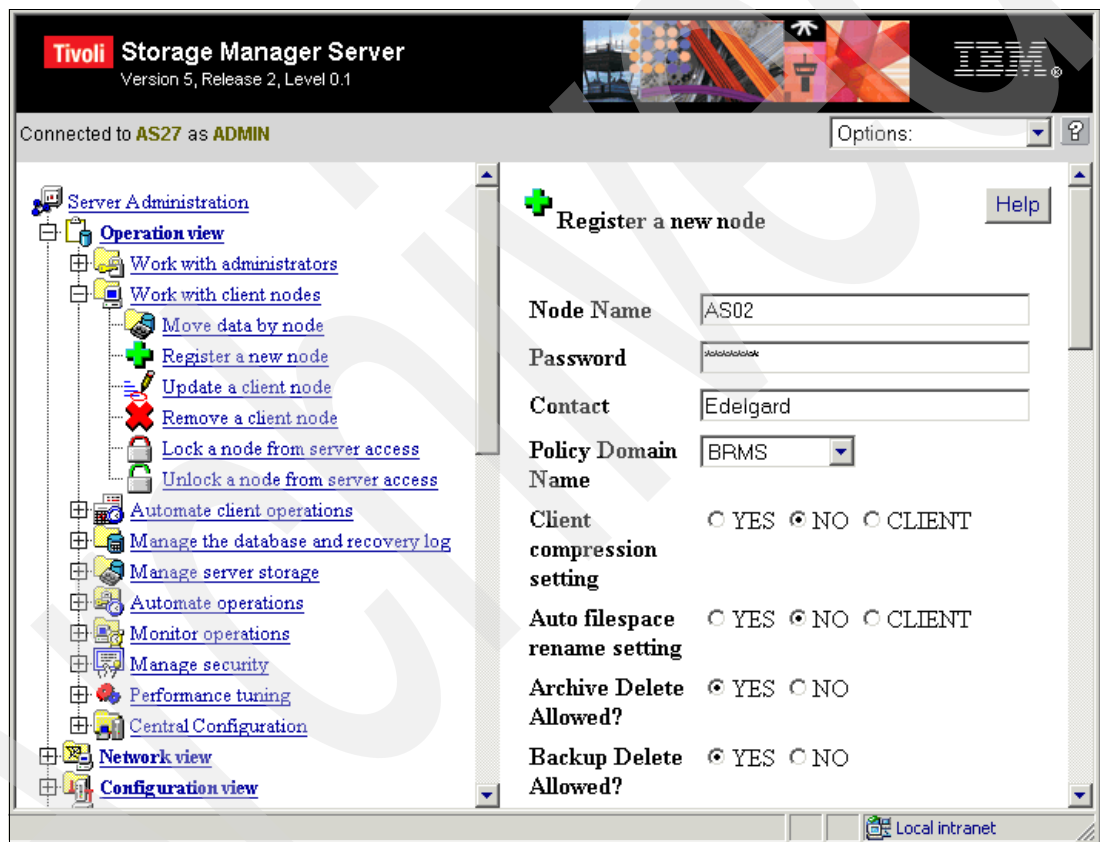 Tivoli Storage Manager Server
Version 5, Release 2, Level 0.1
IBM®
Connected to AS27 as ADMIN
Options:
?
Server Administration
Operation view
Work with administrators
Work with client nodes
Move data by node
Register a new node
Update a client node
Remove a client node
Lock a node from server access
Unlock a node from server access
Automate client operations
Manage the database and recovery log
Manage server storage
Automate operations
Monitor operations
Manage security
Performance tuning
Central Configuration
Network view
Configuration view
Register a new node
Help
Node Name AS02
Password *********
Contact Edelgard
Policy Domain BRMS
Name
Client YES NO CLIENT
compression
setting
Auto filespace YES NO CLIENT
rename setting
Archive Delete YES NO
Allowed?
Backup Delete YES NO
Allowed?
Local intranet